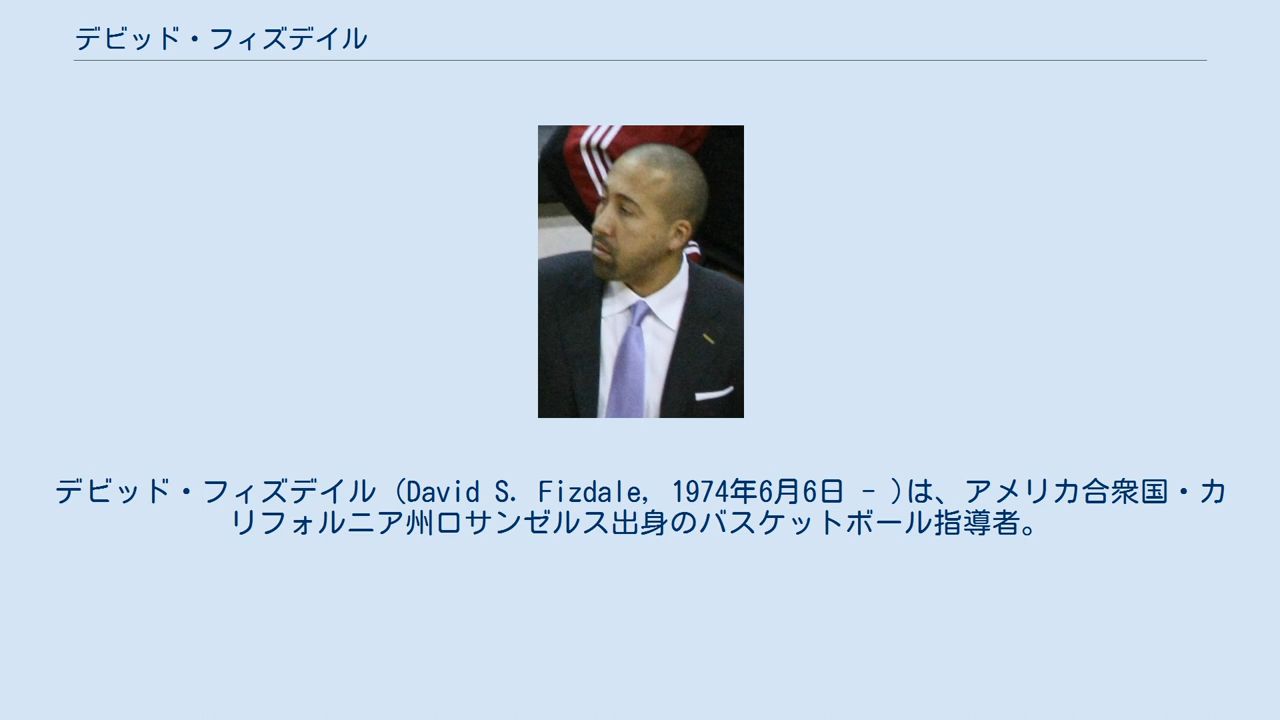 デビッド・フィズデイル
デビッド・フィズデイル (David S. Fizdale, 1974年6月6日 - )は、アメリカ合衆国・カ
リフォルニア州ロサンゼルス出身のバスケットボール指導者。